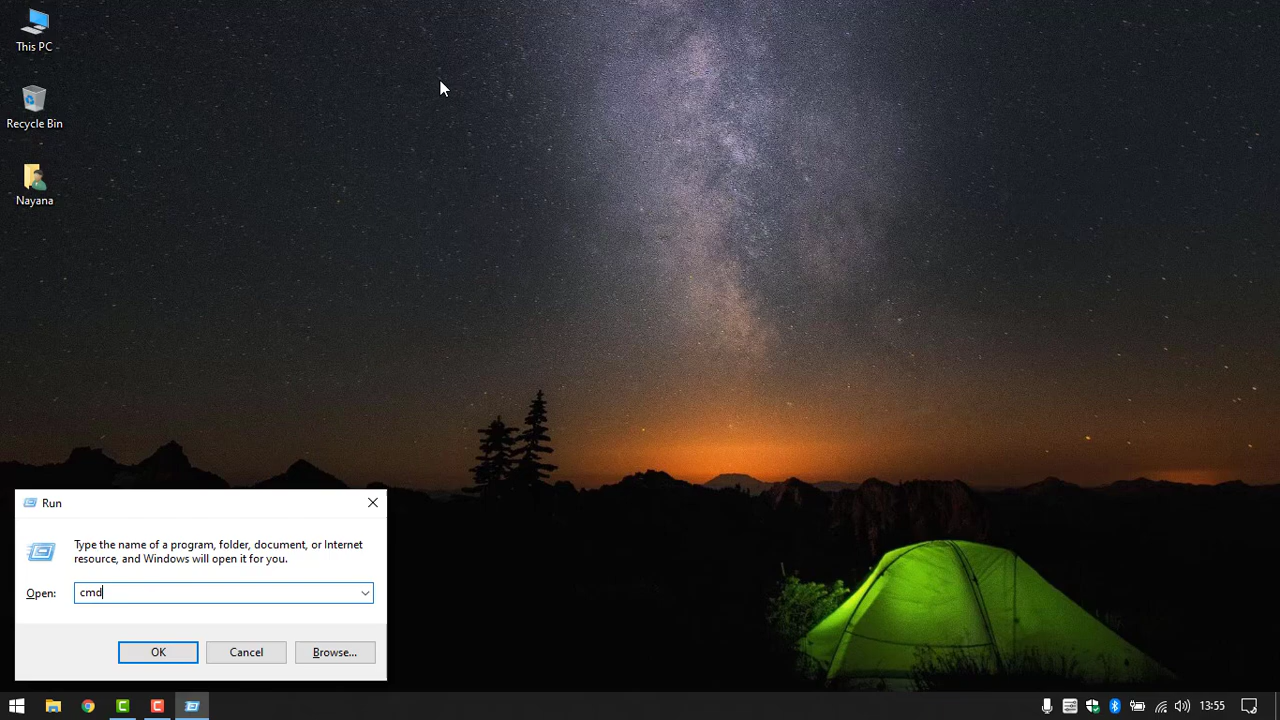 This PC
Recycle Bin
Nayana
Run
Type the name of a program, folder, document, or Internet
resource, and Windows will open it for you.
Open: cmd
OK Cancel Browse...
13:55